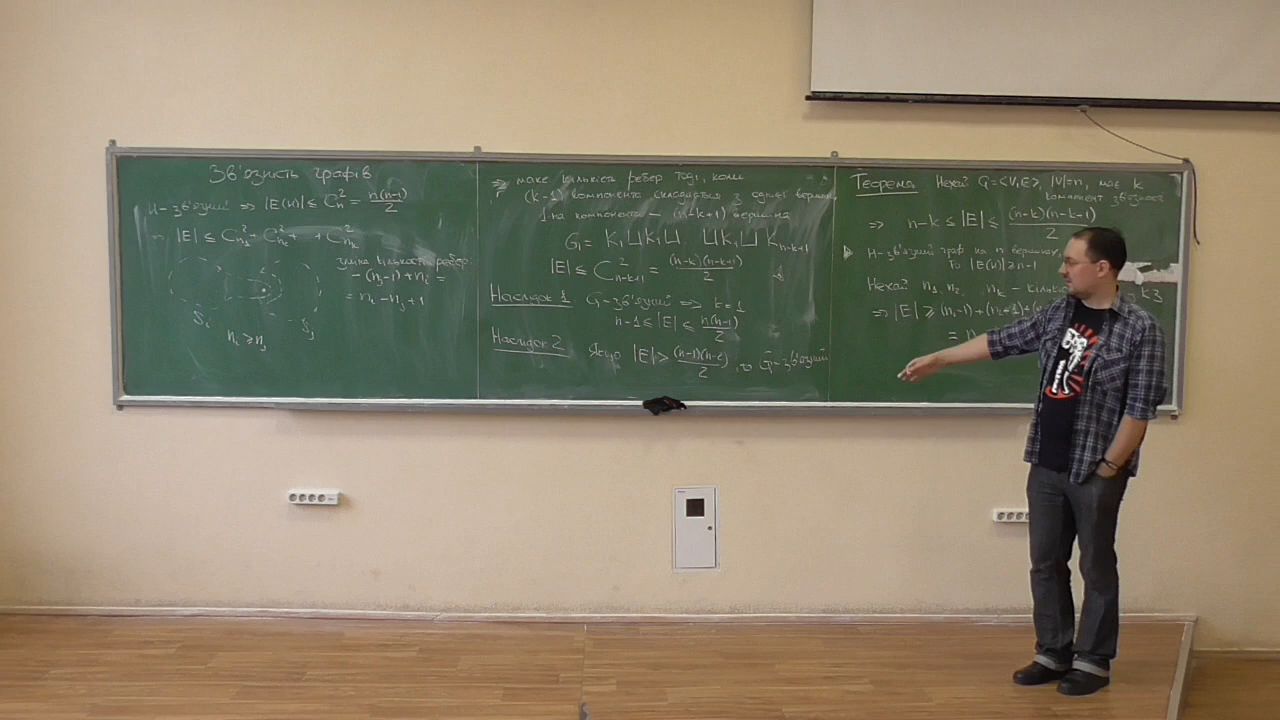 Зв'язність графів
H – зв'язний ⇒ |E(H)| ≤ C_n^2 = n(n-1)/2
⇒ |E| ≤ C_{n_1}^2 + C_{n_2}^2 + + C_{n_k}^2
зміна кількість ребер
- (n_j-1) + n_i =
= n_i - n_j + 1
S_i
S_j
n_i ≥ n_j
макс кількість ребер тоді, коли
(k-1) компонента складається з одної вершини,
1-на компонента — (n-k+1) вершина
G = K_1 ⊔ K_1 ⊔ ⊔ K_1 ⊔ K_{n-k+1}
|E| ≤ C_{n-k+1}^2 = (n-k)(n-k+1)/2
Наслідок 1 G – зв'язний ⇒ k = 1
n-1 ≤ |E| ≤ n(n-1)/2
Наслідок 2 Якщо |E| > (n-1)(n-2)/2, то G – зв'язний
Теорема Нехай G = <V,E>, |V|=n, має k
компонент зв'язності
⇒ n-k ≤ |E| ≤ (n-k)(n-k+1)/2
H – зв'язний граф на n вершинах
То |E(H)| ≥ n-1
Нехай n_1, n_2, n_k – кількість
в КЗ
⇒ |E| ≥ (n_1-1) + (n_2-1) +
= n